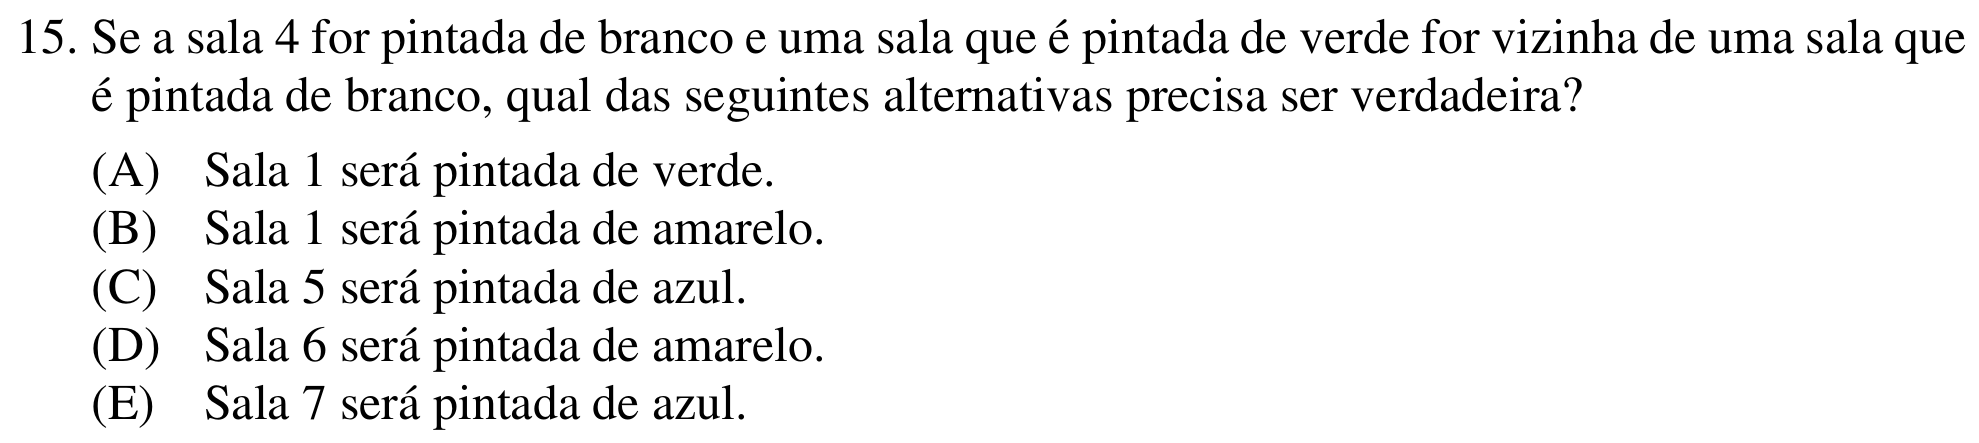 15. Se a sala 4 for pintada de branco e uma sala que é pintada de verde for vizinha de uma sala que
é pintada de branco, qual das seguintes alternativas precisa ser verdadeira?
(A) Sala 1 será pintada de verde.
(B) Sala 1 será pintada de amarelo.
(C) Sala 5 será pintada de azul.
(D) Sala 6 será pintada de amarelo.
(E) Sala 7 será pintada de azul.